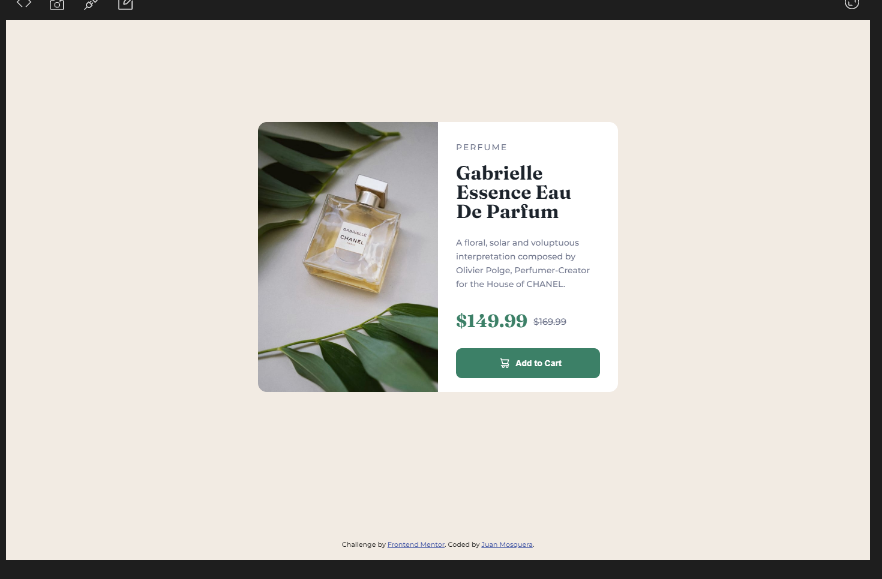 PERFUME
Gabrielle
Essence Eau
De Parfum
A floral, solar and voluptuous
interpretation composed by
Olivier Polge, Perfumer-Creator
for the House of CHANEL.
$149.99 $169.99
Add to Cart
GABRIELLE
CHANEL
Challenge by Frontend Mentor. Coded by Juan Mosquera.